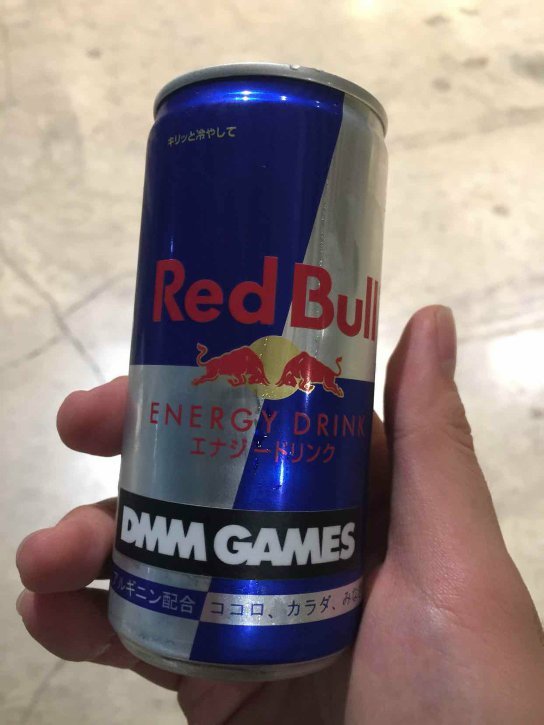 キリッと冷やして
Red Bull
ENERGY DRINK
エナジードリンク
DMM GAMES
ルギニン配合 ココロ、カラダ、みな